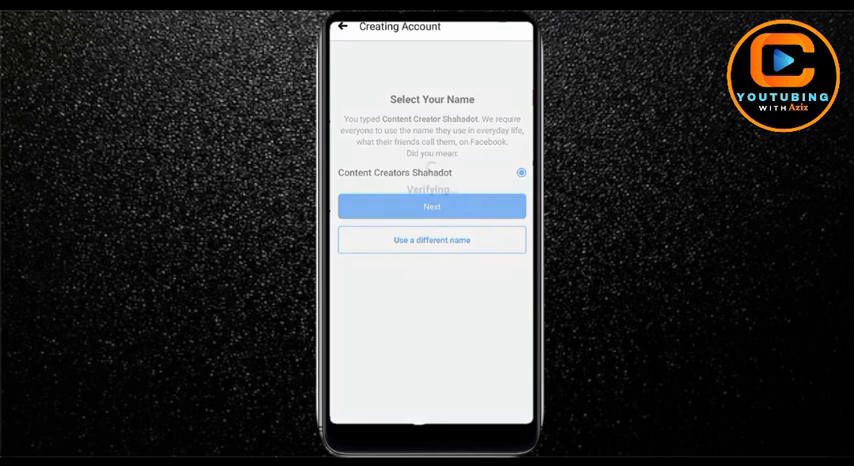 Creating Account
Select Your Name
You typed Content Creator Shahadot. We require
everyone to use the name they use in everyday life,
what their friends call them, on Facebook.
Did you mean:
Content Creators Shahadot
Verifying...
Next
Use a different name
YOUTUBING
WITH Aziz